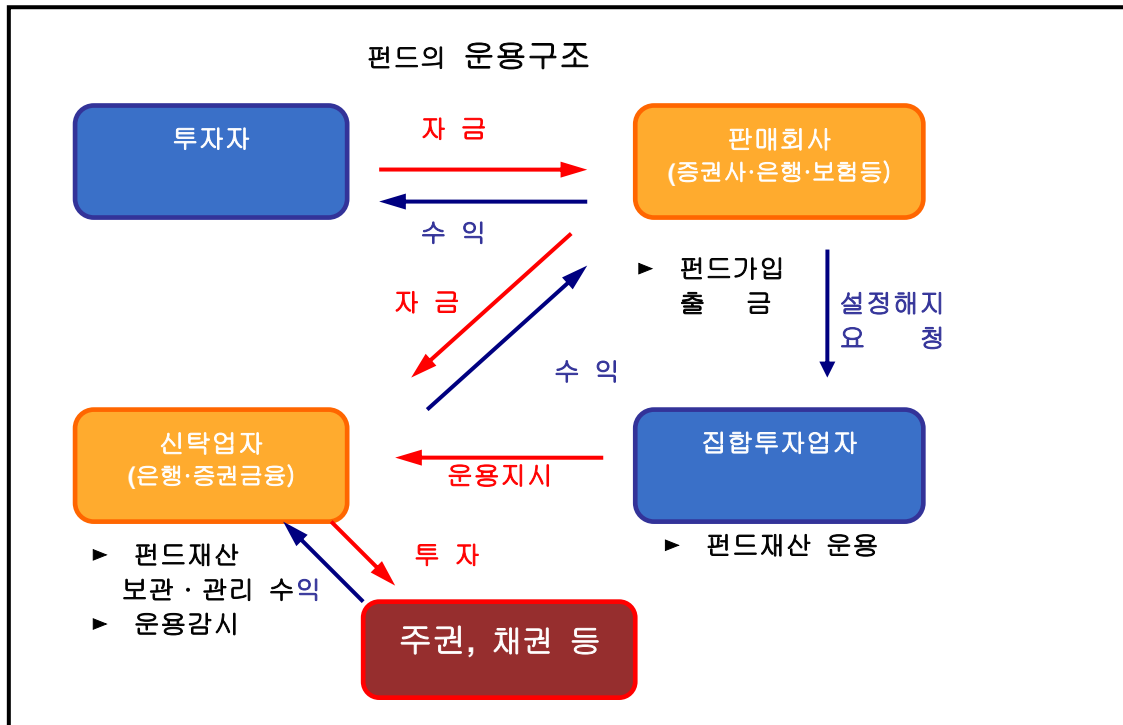 펀드의 운용구조
투자자
자 금
판매회사
(증권사·은행·보험등)
수 익
자 금
► 펀드가입
출 금
설정해지
요 청
수 익
신탁업자
(은행·증권금융)
운용지시
집합투자업자
► 펀드재산
보관 · 관리 수익
► 운용감시
투 자
► 펀드재산 운용
주권, 채권 등